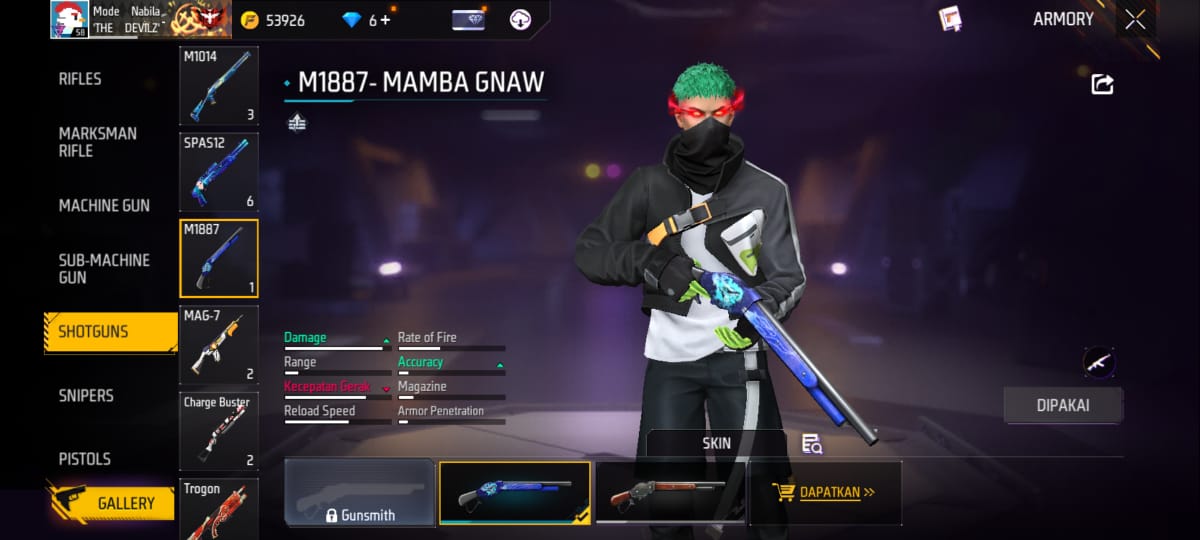 Mode Nabila
'THE DEVILZ'
58
53926
6+
ARMORY
RIFLES
MARKSMAN
RIFLE
MACHINE GUN
SUB-MACHINE
GUN
SHOTGUNS
SNIPERS
PISTOLS
GALLERY
M1014
3
SPAS12
6
M1887
1
MAG-7
2
Charge Buster
2
Trogon
M1887- MAMBA GNAW
Damage
Rate of Fire
Range
Accuracy
Kecepatan Gerak
Magazine
Reload Speed
Armor Penetration
DIPAKAI
SKIN
Gunsmith
DAPATKAN >>